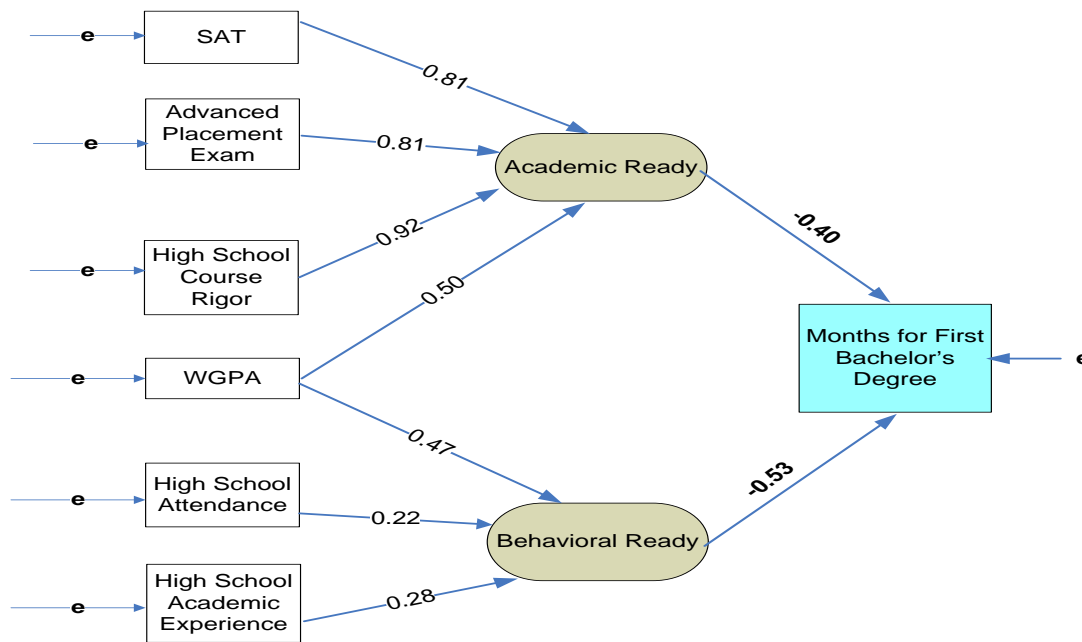 e
SAT
0.81
e
Advanced
Placement
Exam
0.81
Academic Ready
e
High School
Course
Rigor
0.92
0.50
-0.40
e
WGPA
0.47
Months for First
Bachelor's
Degree
e
e
High School
Attendance
0.22
Behavioral Ready
-0.53
e
High School
Academic
Experience
0.28